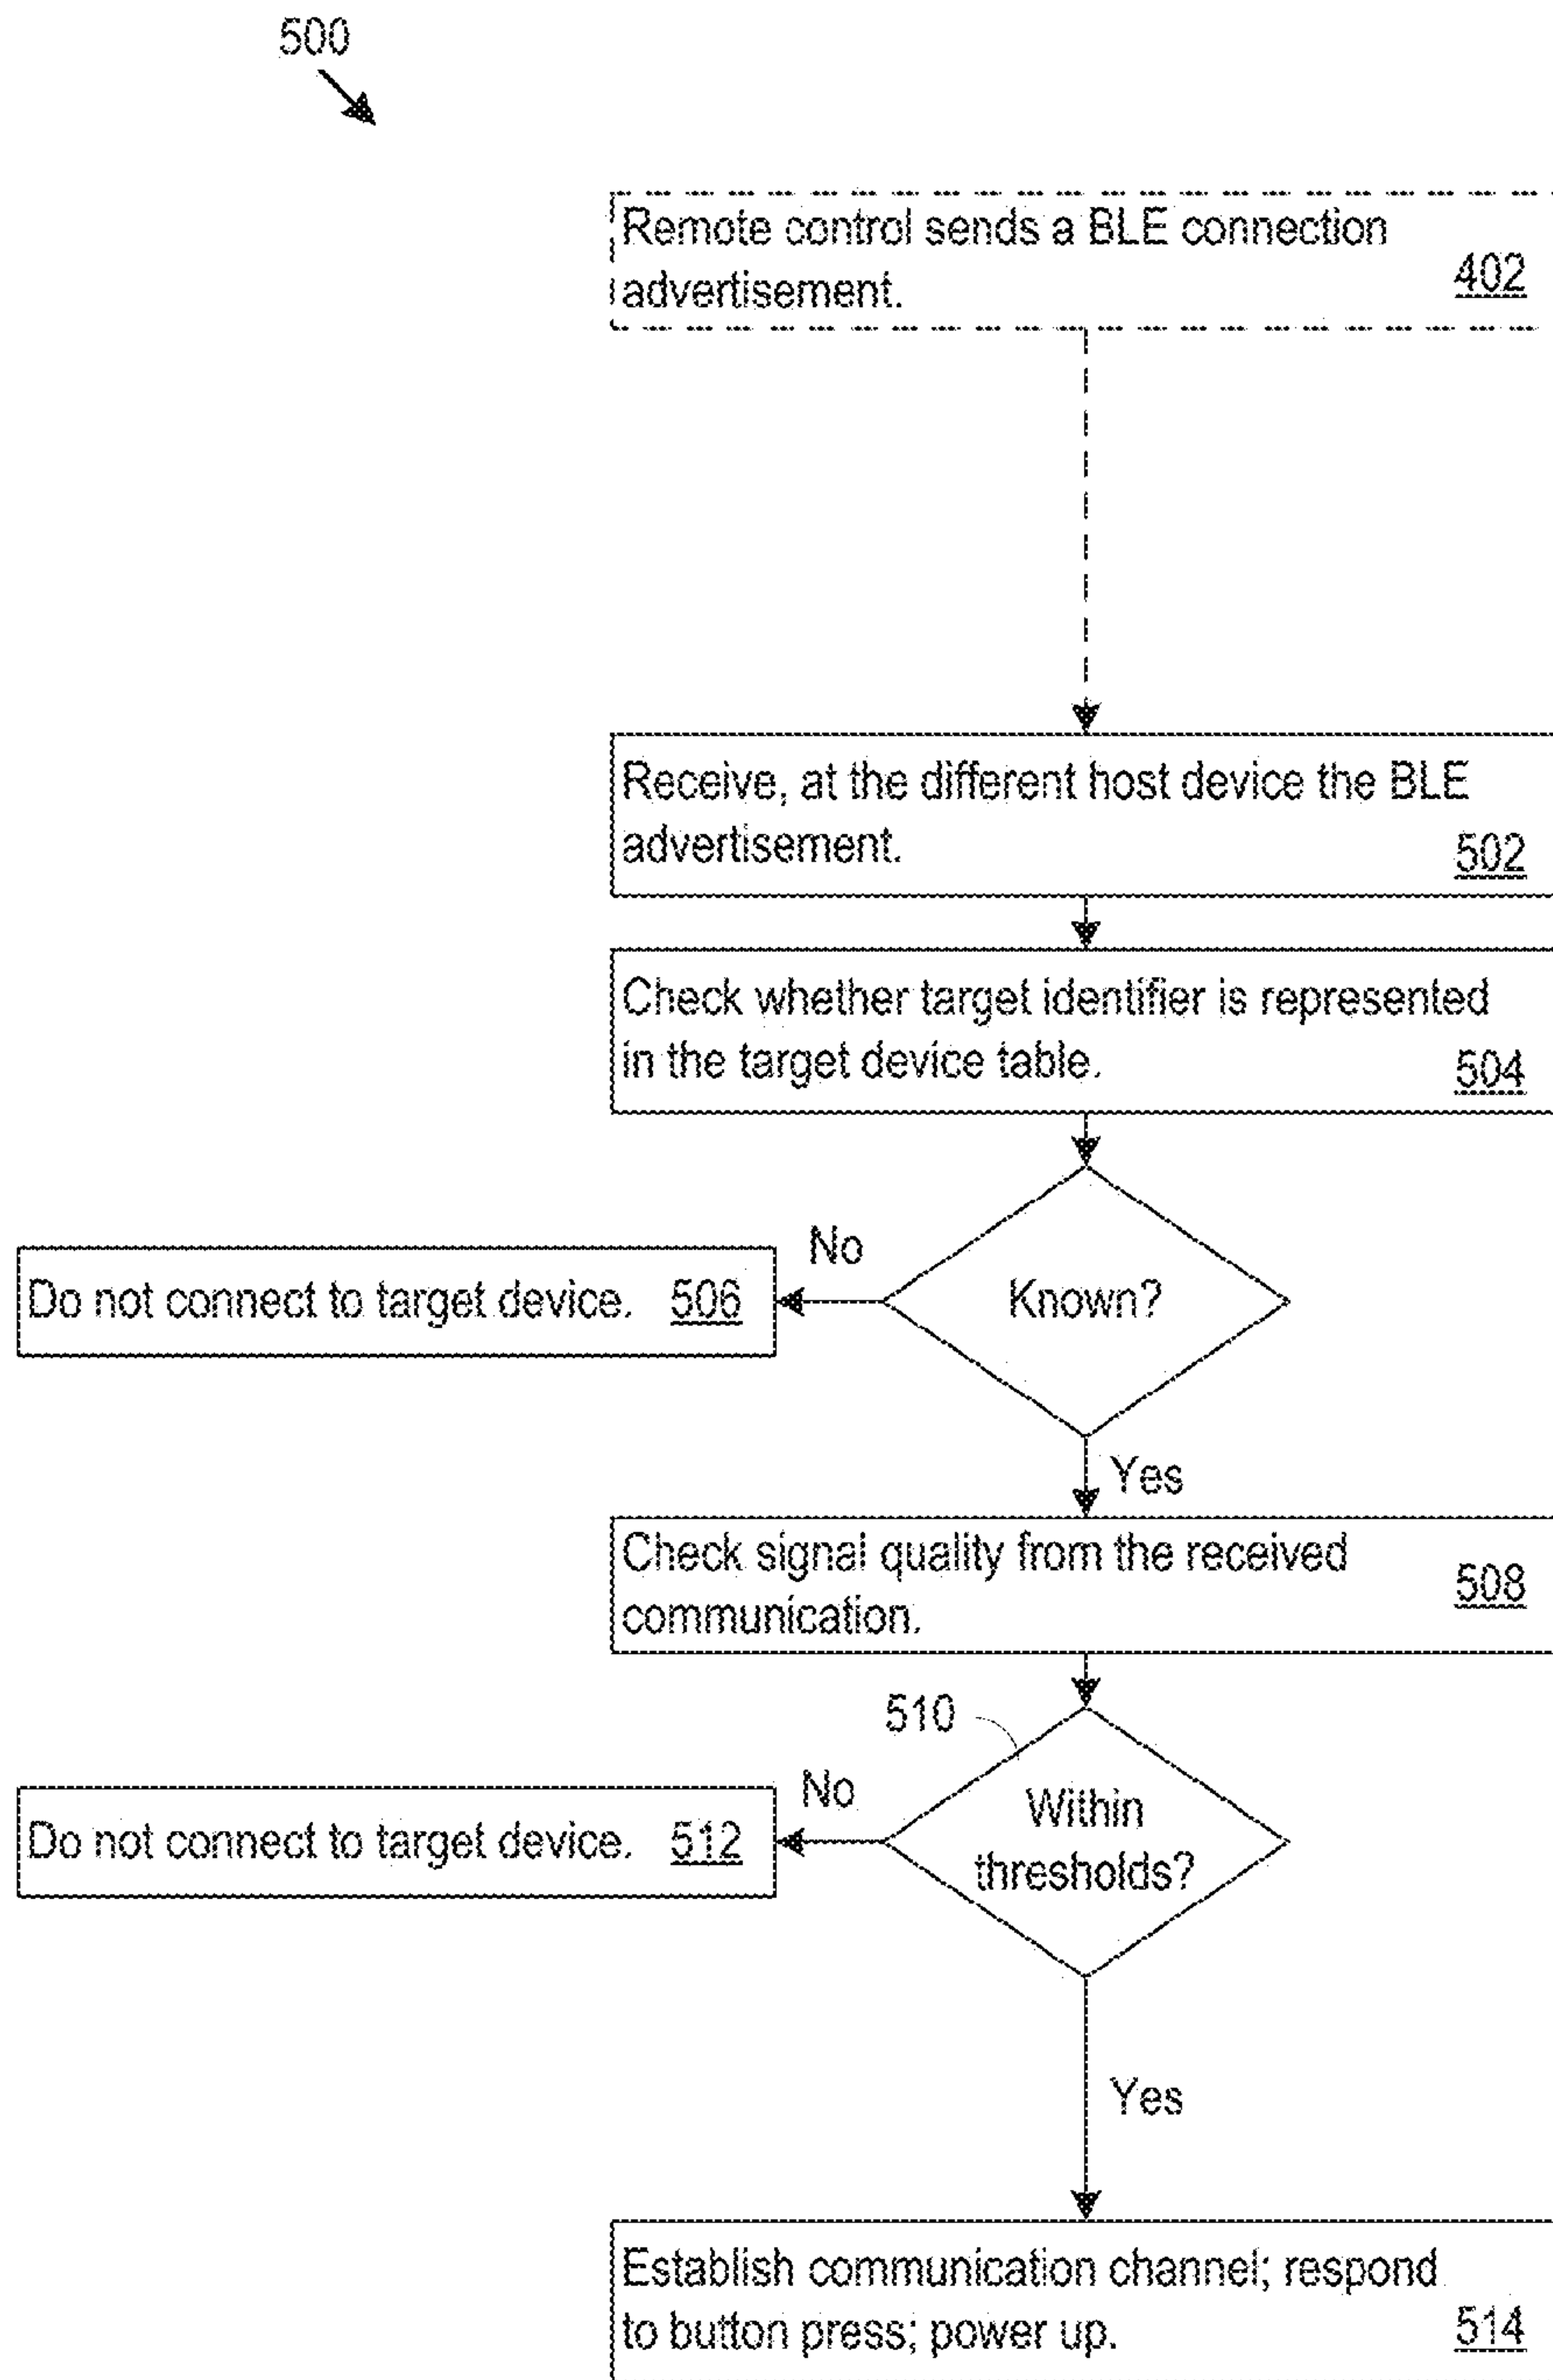 500
Remote control sends a BLE connection
advertisement.
402
Receive, at the different host device the BLE
advertisement.
502
Check whether target identifier is represented
in the target device table.
504
Known?
No
Do not connect to target device. 506
Yes
Check signal quality from the received
communication.
508
510
Within
thresholds?
No
Do not connect to target device. 512
Yes
Establish communication channel; respond
to button press; power up.
514